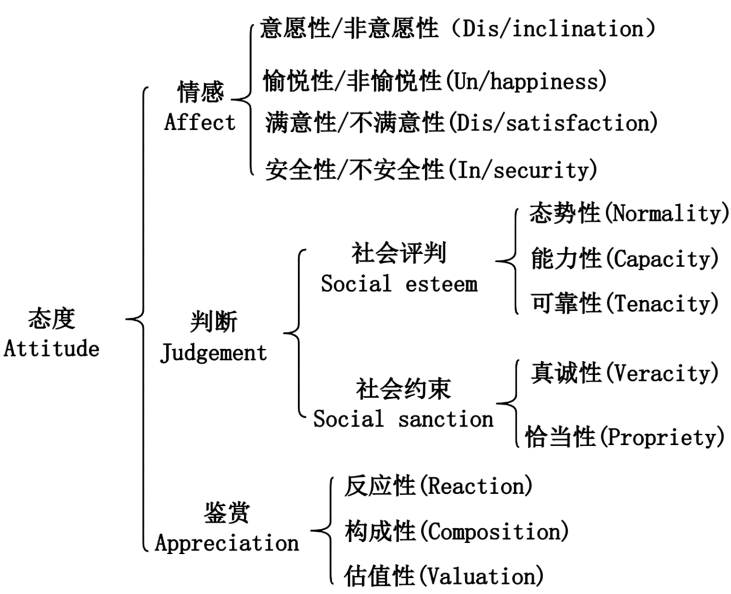 态度
Attitude
情感
Affect
意愿性/非意愿性（Dis/inclination）
愉悦性/非愉悦性(Un/happiness)
满意性/不满意性(Dis/satisfaction)
安全性/不安全性(In/security)
判断
Judgement
社会评判
Social esteem
态势性(Normality)
能力性(Capacity)
可靠性(Tenacity)
社会约束
Social sanction
真诚性(Veracity)
恰当性(Propriety)
鉴赏
Appreciation
反应性(Reaction)
构成性(Composition)
估值性(Valuation)